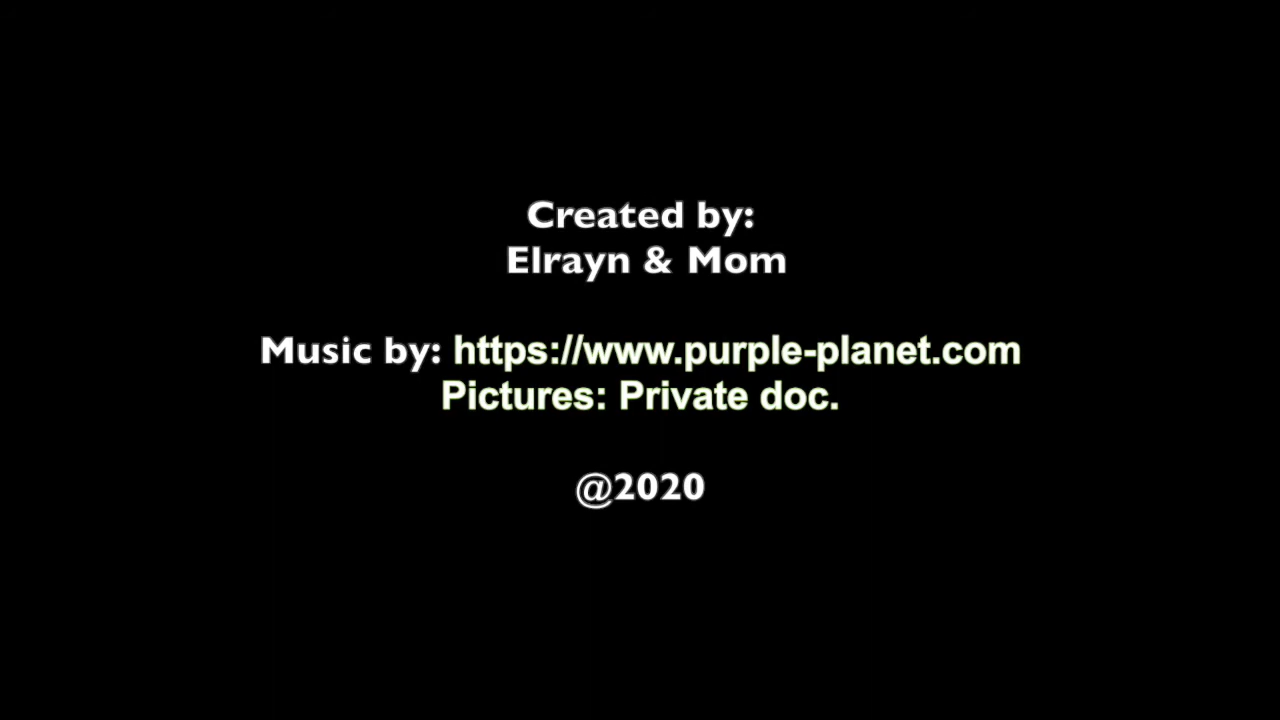 Created by:
Elrayn & Mom
Music by: https://www.purple-planet.com
Pictures: Private doc.
@2020